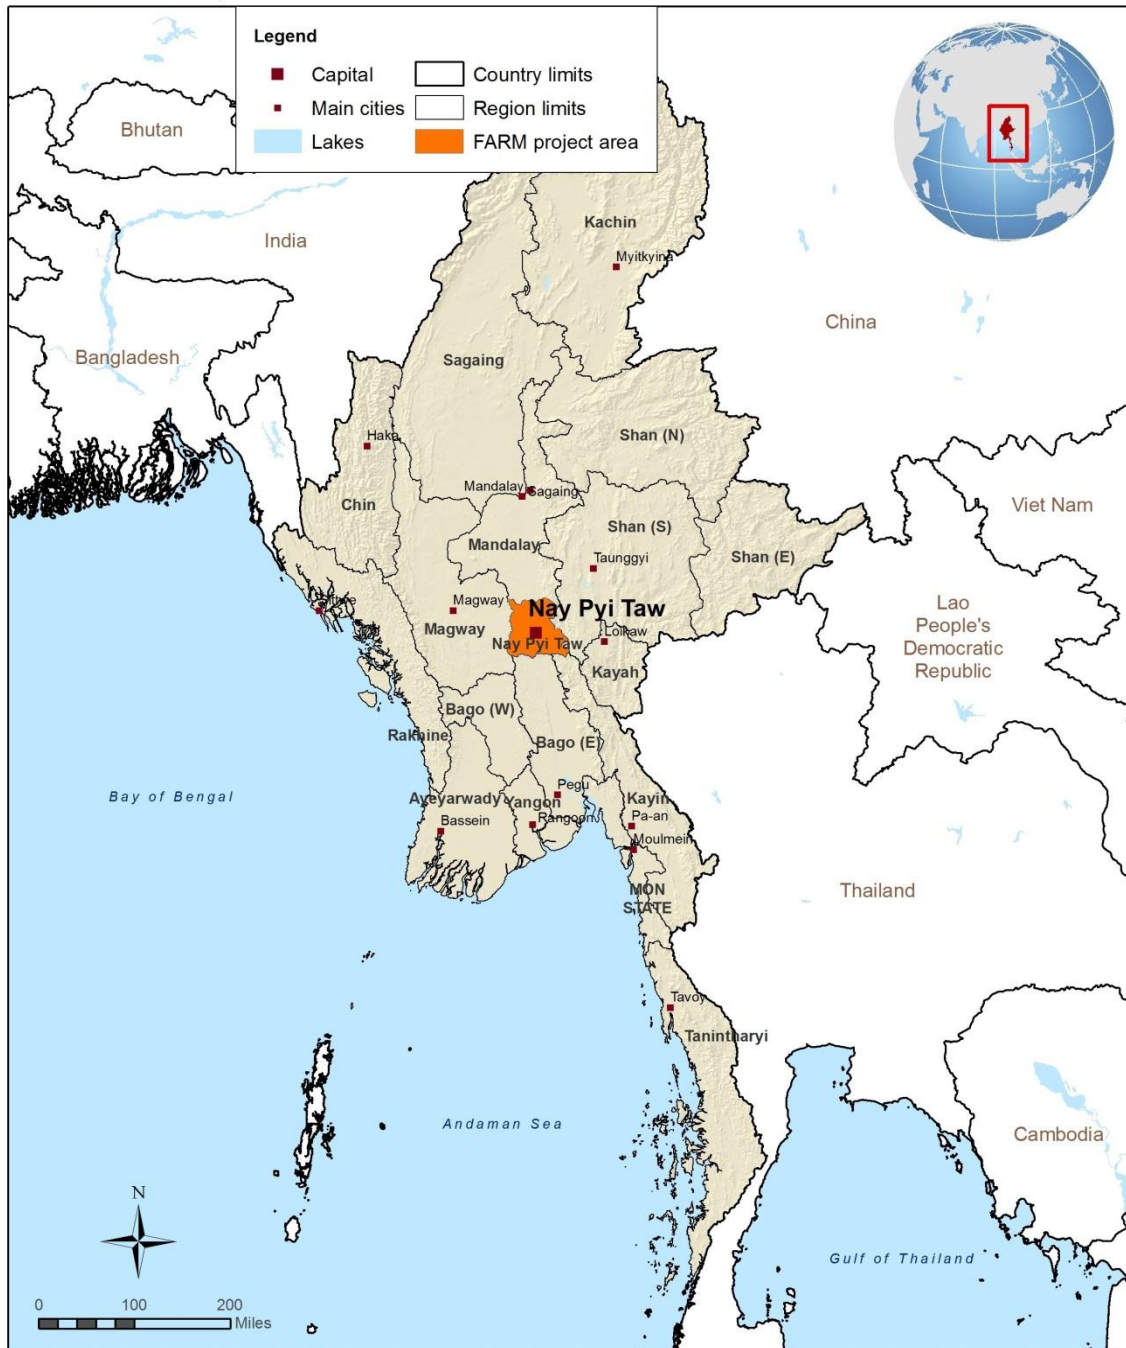 Legend
Capital
Main cities
Lakes
Country limits
Region limits
FARM project area
Bhutan
India
Bangladesh
China
Viet Nam
Lao
People's
Democratic
Republic
Thailand
Cambodia
Kachin
Myitkyina
Sagaing
Shan (N)
Haka
Chin
Mandalay
Sagaing
Mandalay
Shan (S)
Shan (E)
Taunggyi
Magway
Magway
Nay Pyi Taw
Nay Pyi Taw
Loikaw
Kayah
Bago (W)
Rakhine
Bago (E)
Pegu
Ayeyarwady
Yangon
Kayin
Bassein
Rangoon
Pa-an
Moulmein
MON
STATE
Tavoy
Tanintharyi
Bay of Bengal
Andaman Sea
Gulf of Thailand
N
0 100 200
Miles